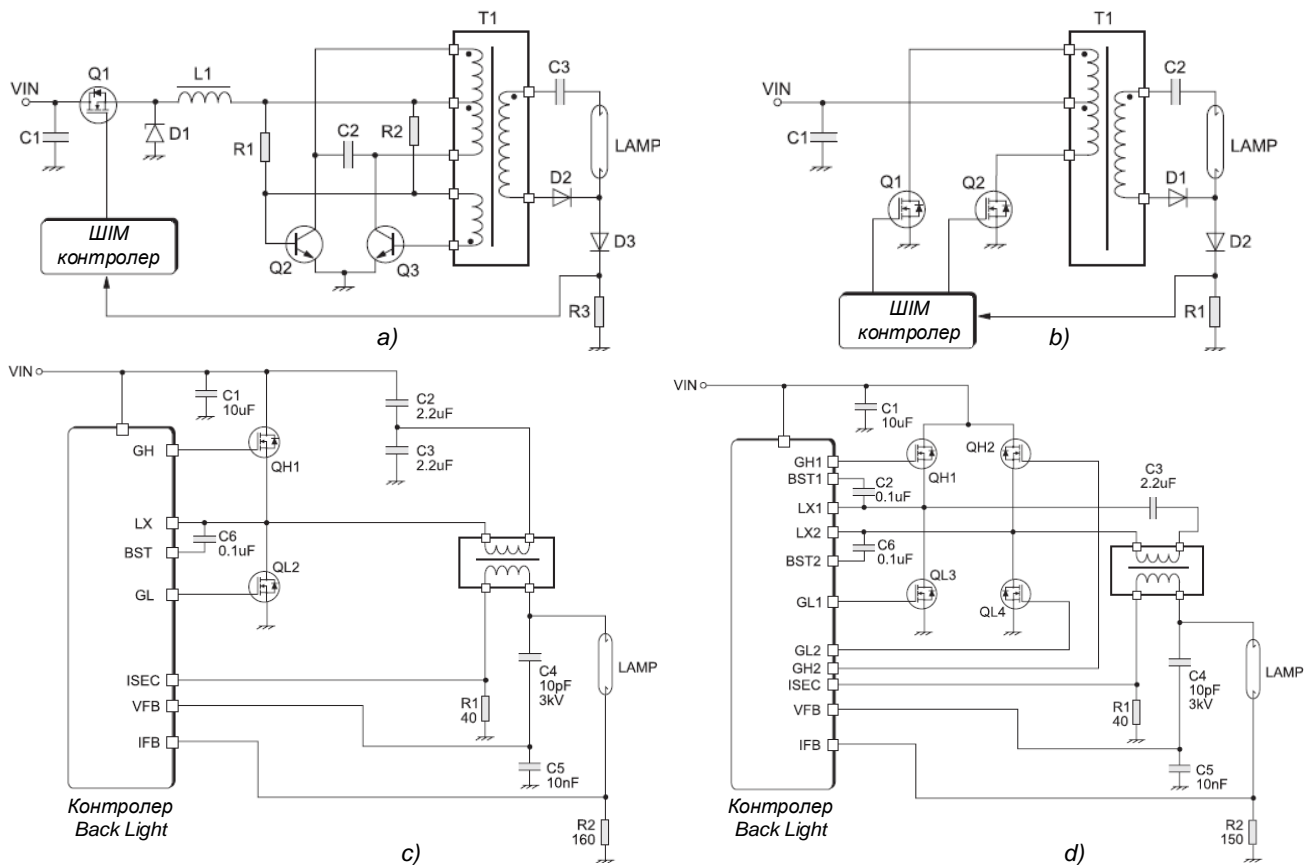 T1
Q1
L1
C3
VIN
C1
D1
R1
C2
R2
LAMP
D2
ШІМ
контролер
Q2
Q3
D3
R3
a)
T1
C2
VIN
C1
LAMP
Q1
Q2
D1
D2
ШІМ
контролер
R1
b)
VIN
C1
10uF
C2
2.2uF
GH
QH1
C3
2.2uF
LX
C6
0.1uF
BST
QL2
GL
LAMP
C4
10pF
3kV
ISEC
R1
40
VFB
IFB
C5
10nF
Контролер
Back Light
R2
160
c)
VIN
C1
10uF
GH1
QH1
QH2
BST1
C2
0.1uF
C3
2.2uF
LX1
LX2
C6
0.1uF
BST2
QL3
GL1
QL4
GL2
GH2
ISEC
LAMP
C4
10pF
3kV
R1
40
VFB
IFB
C5
10nF
Контролер
Back Light
R2
150
d)